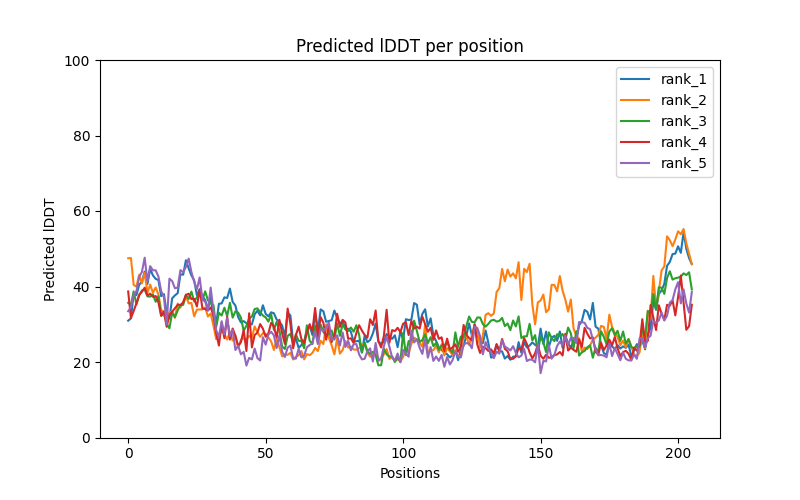 Predicted lDDT per position
100
80
60
40
20
0
Predicted lDDT
0 50 100 150 200
Positions
rank_1
rank_2
rank_3
rank_4
rank_5